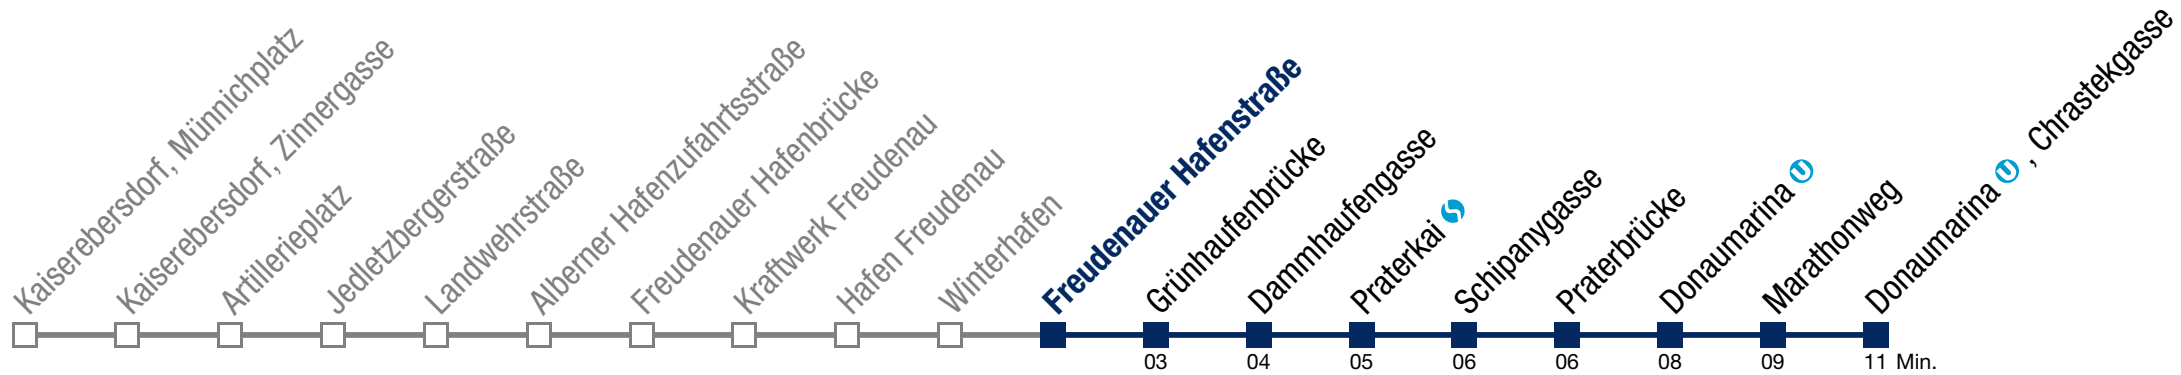 Kaiserebersdorf, Münnichplatz
Kaiserebersdorf, Zinnergasse
Artillerieplatz
Jedletzbergerstraße
Landwehrstraße
Alberner Hafenzufahrtsstraße
Freudenauer Hafenbrücke
Kraftwerk Freudenau
Hafen Freudenau
Winterhafen
Freudenauer Hafenstraße
Grünhaufenbrücke
Dammhaufengasse
Praterkai S
Schipanygasse
Praterbrücke
Donaumarina U
Marathonweg
Donaumarina U , Chrastekgasse
03 04 05 06 06 08 09 11 Min.